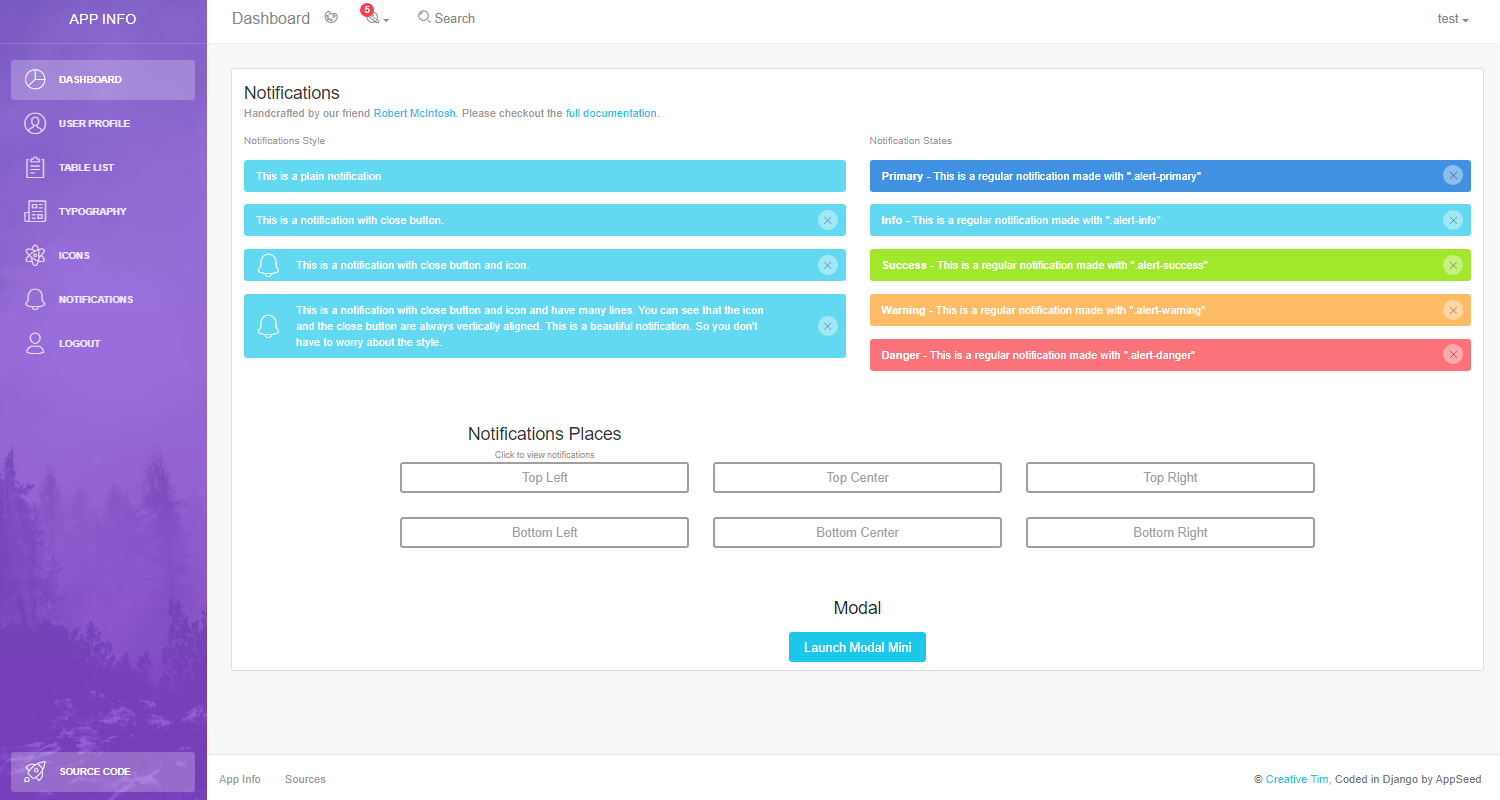 APP INFO
DASHBOARD
USER PROFILE
TABLE LIST
TYPOGRAPHY
ICONS
NOTIFICATIONS
LOGOUT
SOURCE CODE
Dashboard
5
Search
test
Notifications
Handcrafted by our friend Robert McIntosh. Please checkout the full documentation.
Notifications Style
This is a plain notification
This is a notification with close button.
This is a notification with close button and icon.
This is a notification with close button and icon and have many lines. You can see that the icon
and the close button are always vertically aligned. This is a beautiful notification. So you don't
have to worry about the style.
Notification States
Primary - This is a regular notification made with ".alert-primary"
Info - This is a regular notification made with ".alert-info"
Success - This is a regular notification made with ".alert-success"
Warning - This is a regular notification made with ".alert-warning"
Danger - This is a regular notification made with ".alert-danger"
Notifications Places
Click to view notifications
Top Left
Top Center
Top Right
Bottom Left
Bottom Center
Bottom Right
Modal
Launch Modal Mini
App Info
Sources
© Creative Tim, Coded in Django by AppSeed